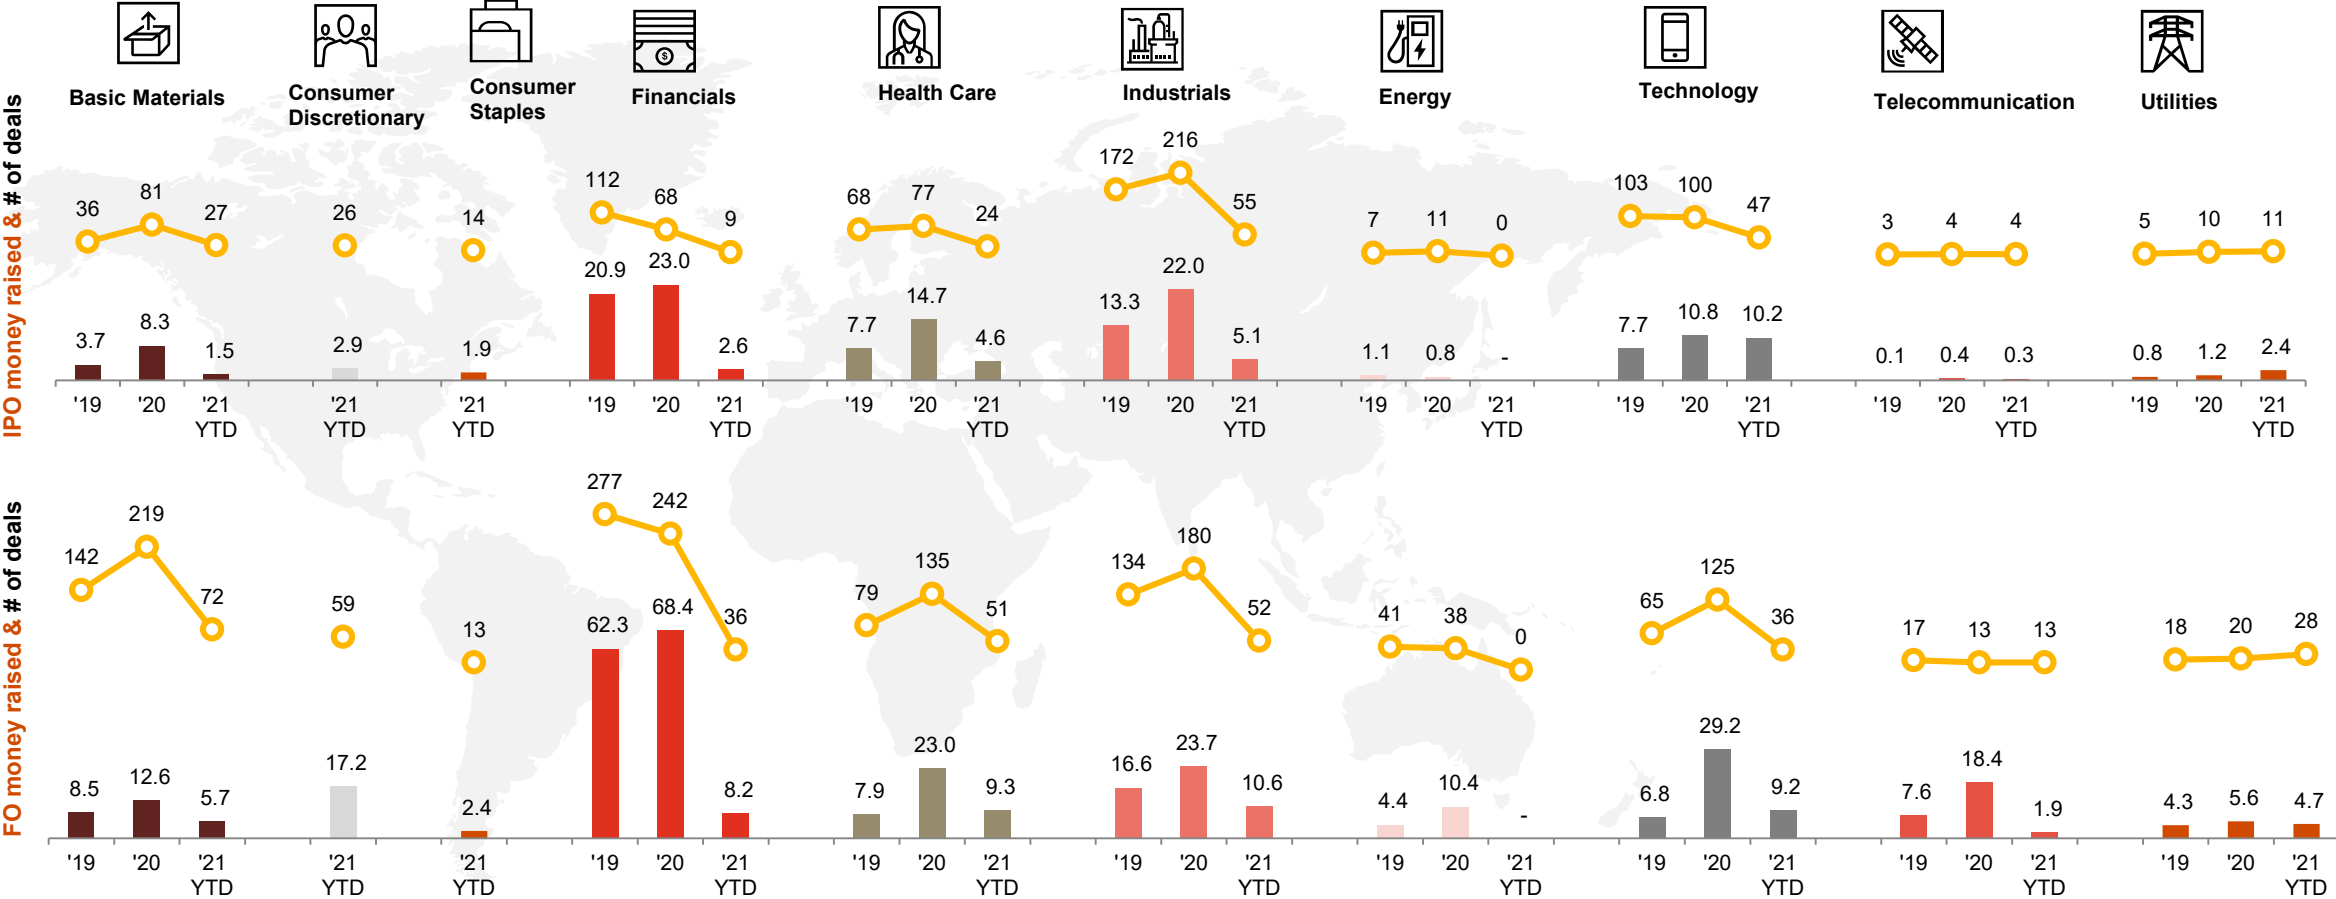 Basic Materials
Consumer
Discretionary
Consumer
Staples
Financials
Health Care
Industrials
Energy
Technology
Telecommunication
Utilities
IPO money raised & # of deals
36 81 27
26
14
112 68 9
68 77 24
172 216 55
7 11 0
103 100 47
3 4 4
5 10 11
3.7 8.3 1.5
2.9
1.9
20.9 23.0 2.6
7.7 14.7 4.6
13.3 22.0 5.1
1.1 0.8 -
7.7 10.8 10.2
0.1 0.4 0.3
0.8 1.2 2.4
'19 '20 '21 '21 '21 '19 '20 '21 '19 '20 '21 '19 '20 '21 '19 '20 '21 '19 '20 '21 '19 '20 '21 '19 '20 '21
YTD YTD YTD YTD YTD YTD YTD YTD YTD YTD
FO money raised & # of deals
142 219 72
59
13
277 242 36
79 135 51
134 180 52
41 38 0
65 125 36
17 13 13
18 20 28
8.5 12.6 5.7
17.2
2.4
62.3 68.4 8.2
7.9 23.0 9.3
16.6 23.7 10.6
4.4 10.4 -
6.8 29.2 9.2
7.6 18.4 1.9
4.3 5.6 4.7
'19 '20 '21 '21 '21 '19 '20 '21 '19 '20 '21 '19 '20 '21 '19 '20 '21 '19 '20 '21 '19 '20 '21 '19 '20 '21
YTD YTD YTD YTD YTD YTD YTD YTD YTD YTD